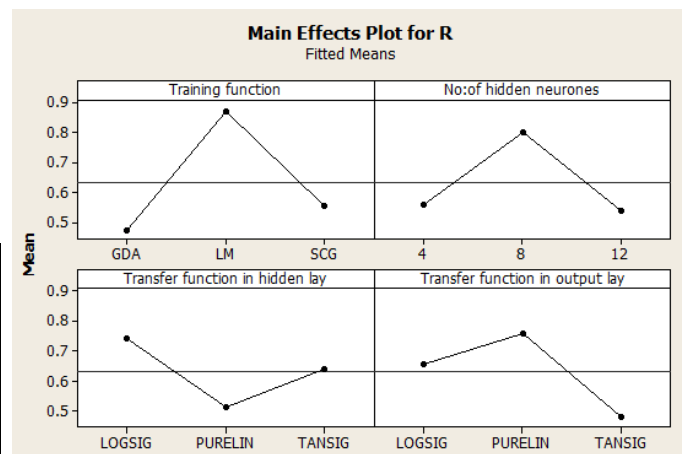 Main Effects Plot for R
Fitted Means
Training function
No:of hidden neurones
0.9
0.8
0.7
0.6
0.5
GDA LM SCG
4 8 12
Mean
Transfer function in hidden lay
Transfer function in output lay
0.9
0.8
0.7
0.6
0.5
LOGSIG PURELIN TANSIG
LOGSIG PURELIN TANSIG